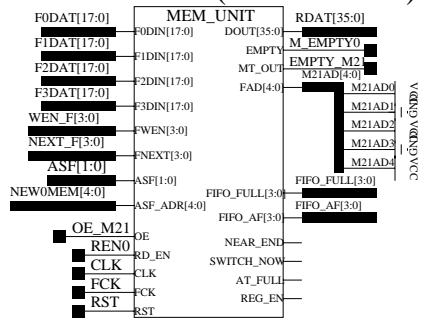 MEM_UNIT
F0DAT[17:0]
F0DIN[17:0]
F1DAT[17:0]
F1DIN[17:0]
F2DAT[17:0]
F2DIN[17:0]
F3DAT[17:0]
F3DIN[17:0]
WEN_F[3:0]
FWEN[3:0]
NEXT_F[3:0]
FNEXT[3:0]
ASF[1:0]
ASF[1:0]
NEW0MEM[4:0]
ASF_ADR[4:0]
OE_M21
OE
REN0
RD_EN
CLK
CLK
FCK
FCK
RST
RST
DOUT[35:0]
RDAT[35:0]
EMPTY
M_EMPTY0
MT_OUT
EMPTY_M21
FAD[4:0]
M21AD[4:0]
M21AD0
M21AD1
M21AD2
M21AD3
M21AD4
VCC
GND
GND
VCC
FIFO_FULL[3:0]
FIFO_FULL[3:0]
FIFO_AF[3:0]
FIFO_AF[3:0]
NEAR_END
SWITCH_NOW
AT_FULL
REG_EN